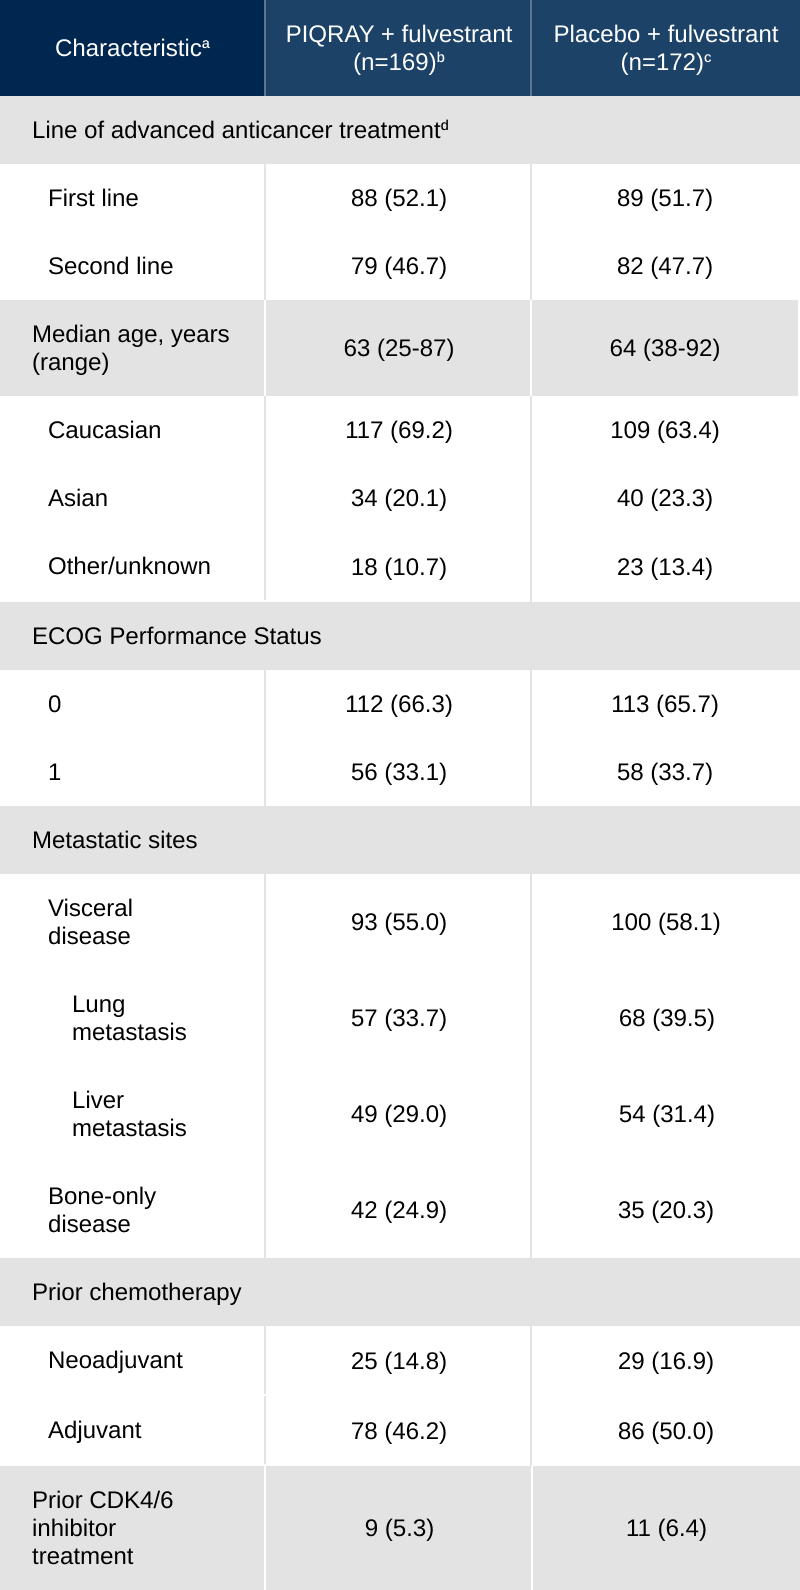 Characteristicᵃ
PIQRAY + fulvestrant
(n=169)ᵇ
Placebo + fulvestrant
(n=172)ᶜ
Line of advanced anticancer treatmentᵈ
First line 88 (52.1) 89 (51.7)
Second line 79 (46.7) 82 (47.7)
Median age, years
(range)
63 (25-87) 64 (38-92)
Caucasian 117 (69.2) 109 (63.4)
Asian 34 (20.1) 40 (23.3)
Other/unknown 18 (10.7) 23 (13.4)
ECOG Performance Status
0 112 (66.3) 113 (65.7)
1 56 (33.1) 58 (33.7)
Metastatic sites
Visceral
disease
93 (55.0) 100 (58.1)
Lung
metastasis
57 (33.7) 68 (39.5)
Liver
metastasis
49 (29.0) 54 (31.4)
Bone-only
disease
42 (24.9) 35 (20.3)
Prior chemotherapy
Neoadjuvant 25 (14.8) 29 (16.9)
Adjuvant 78 (46.2) 86 (50.0)
Prior CDK4/6
inhibitor
treatment
9 (5.3) 11 (6.4)